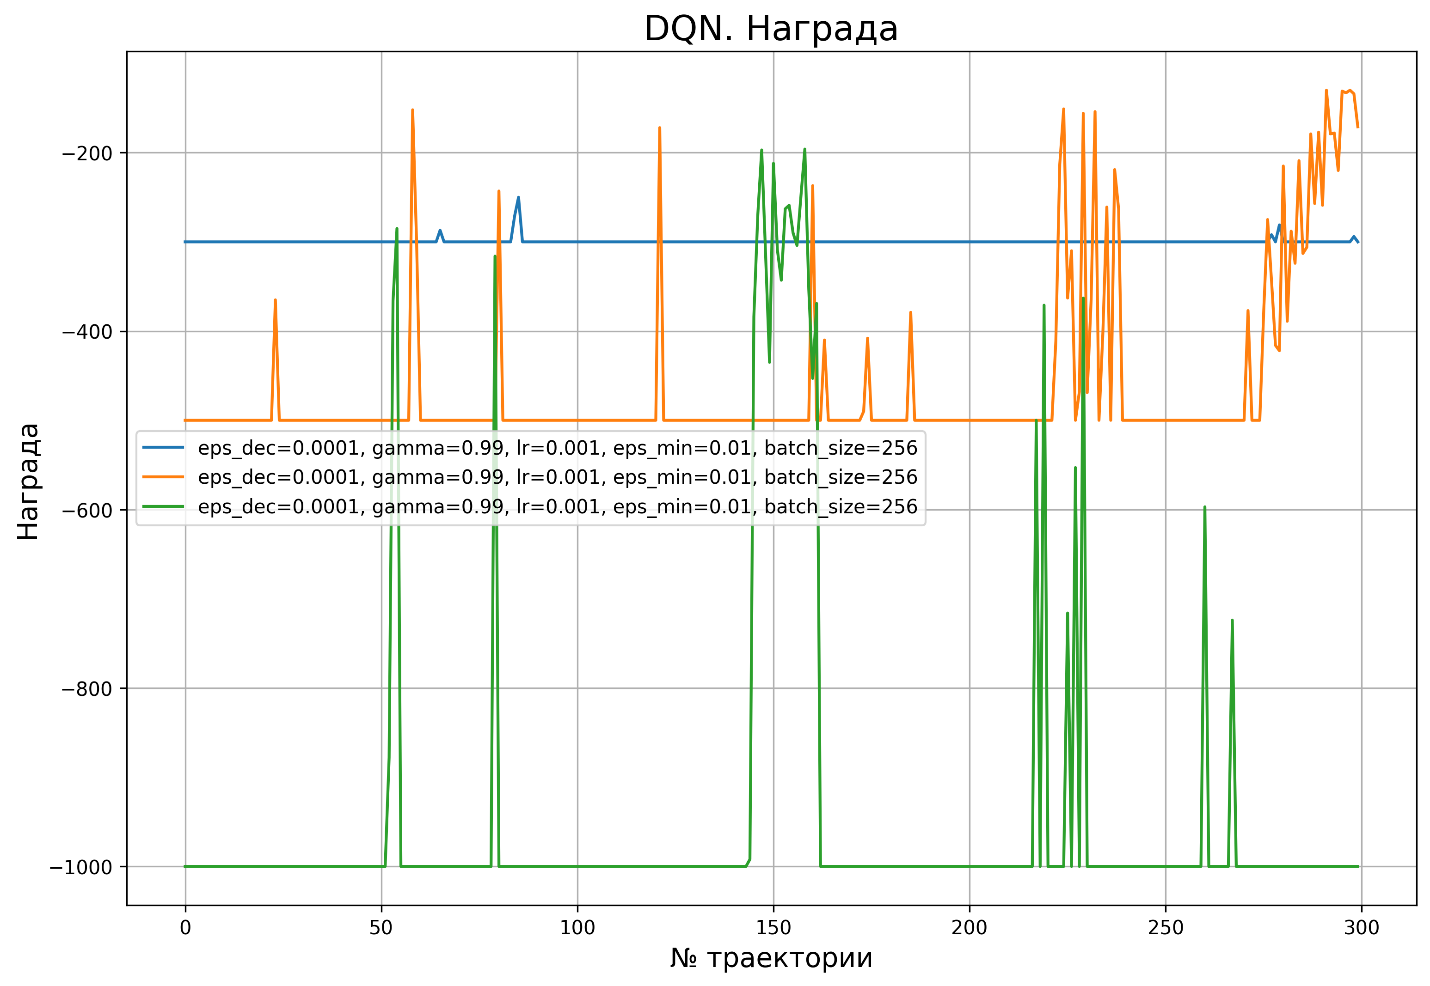 DQN. Награда
−200
−400
−600
−800
−1000
Награда
eps_dec=0.0001, gamma=0.99, lr=0.001, eps_min=0.01, batch_size=256
eps_dec=0.0001, gamma=0.99, lr=0.001, eps_min=0.01, batch_size=256
eps_dec=0.0001, gamma=0.99, lr=0.001, eps_min=0.01, batch_size=256
0 50 100 150 200 250 300
№ траектории